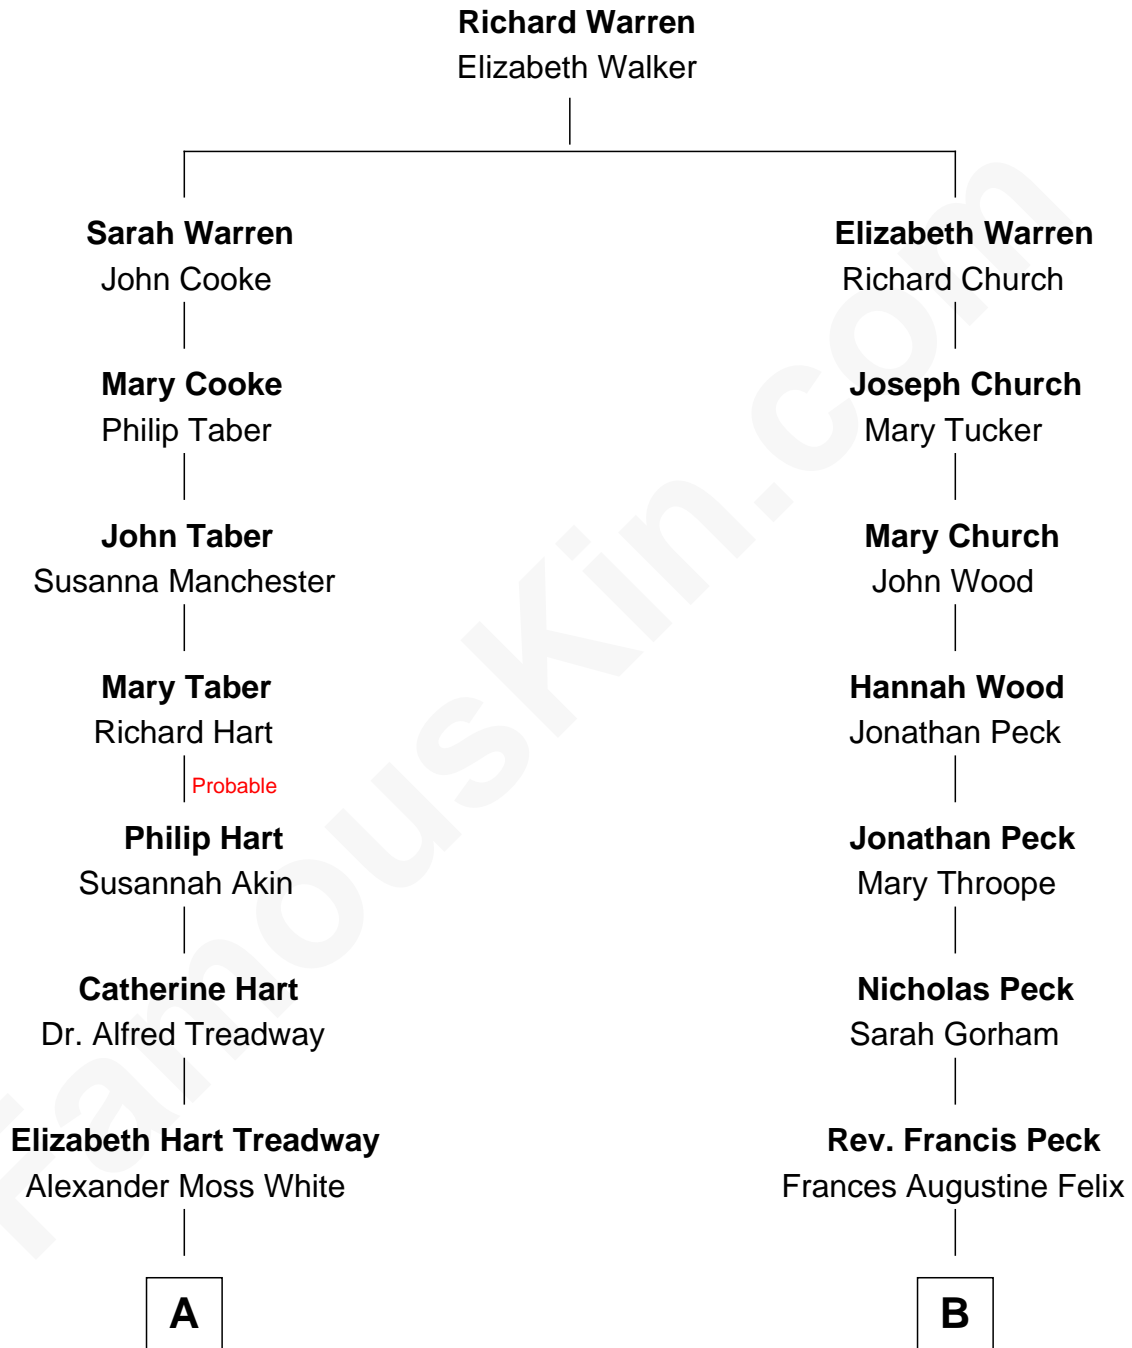 Richard Warren
Elizabeth Walker
Sarah Warren
John Cooke
Mary Cooke
Philip Taber
John Taber
Susanna Manchester
Mary Taber
Richard Hart
Probable
Philip Hart
Susannah Akin
Catherine Hart
Dr. Alfred Treadway
Elizabeth Hart Treadway
Alexander Moss White
A
Elizabeth Warren
Richard Church
Joseph Church
Mary Tucker
Mary Church
John Wood
Hannah Wood
Jonathan Peck
Jonathan Peck
Mary Throope
Nicholas Peck
Sarah Gorham
Rev. Francis Peck
Frances Augustine Felix
B
FamousKin.com